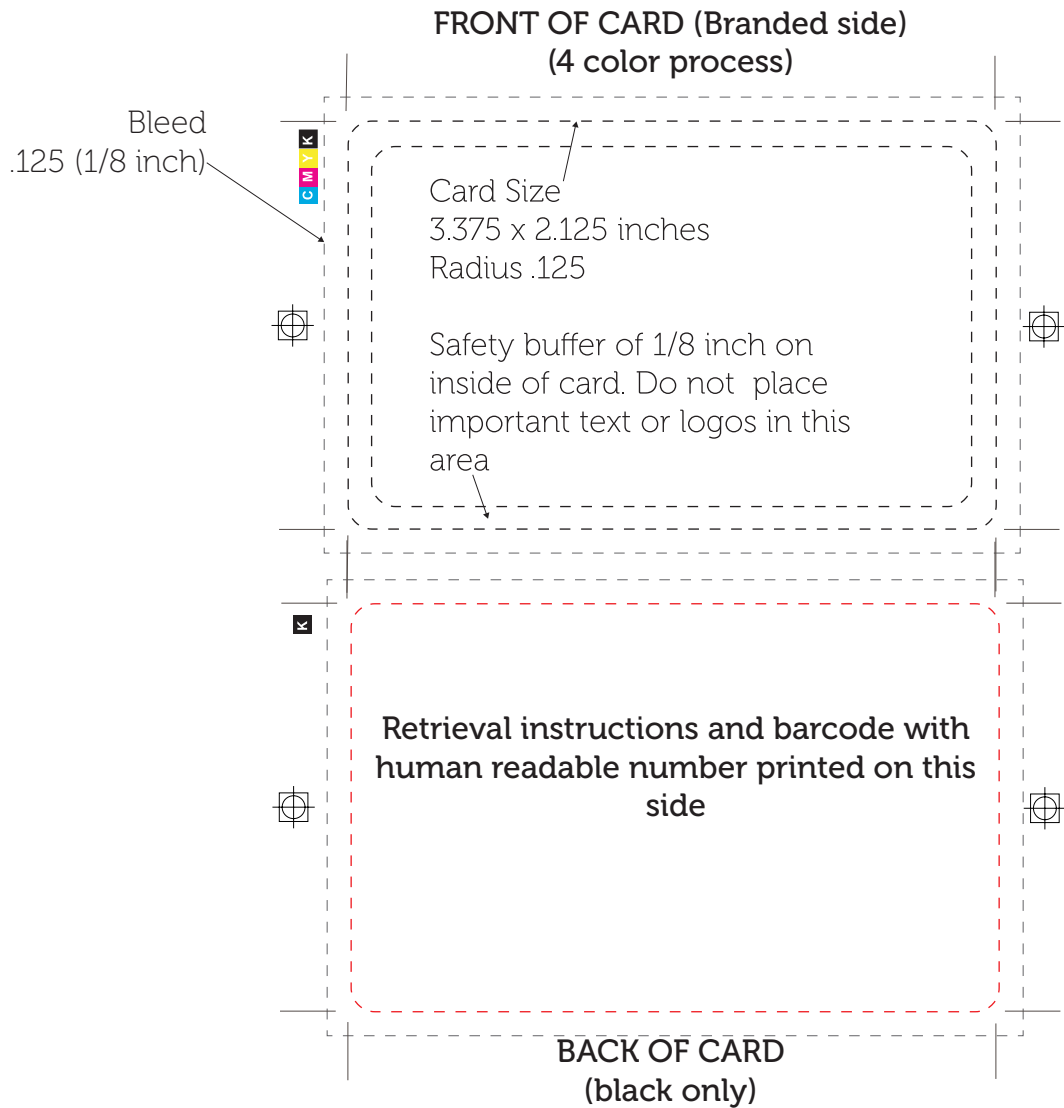 FRONT OF CARD (Branded side)
(4 color process)
Bleed
.125 (1/8 inch)
C M Y K
Card Size
3.375 x 2.125 inches
Radius .125
Safety buffer of 1/8 inch on
inside of card. Do not  place
important text or logos in this
area
K
Retrieval instructions and barcode with
human readable number printed on this
side
BACK OF CARD
(black only)